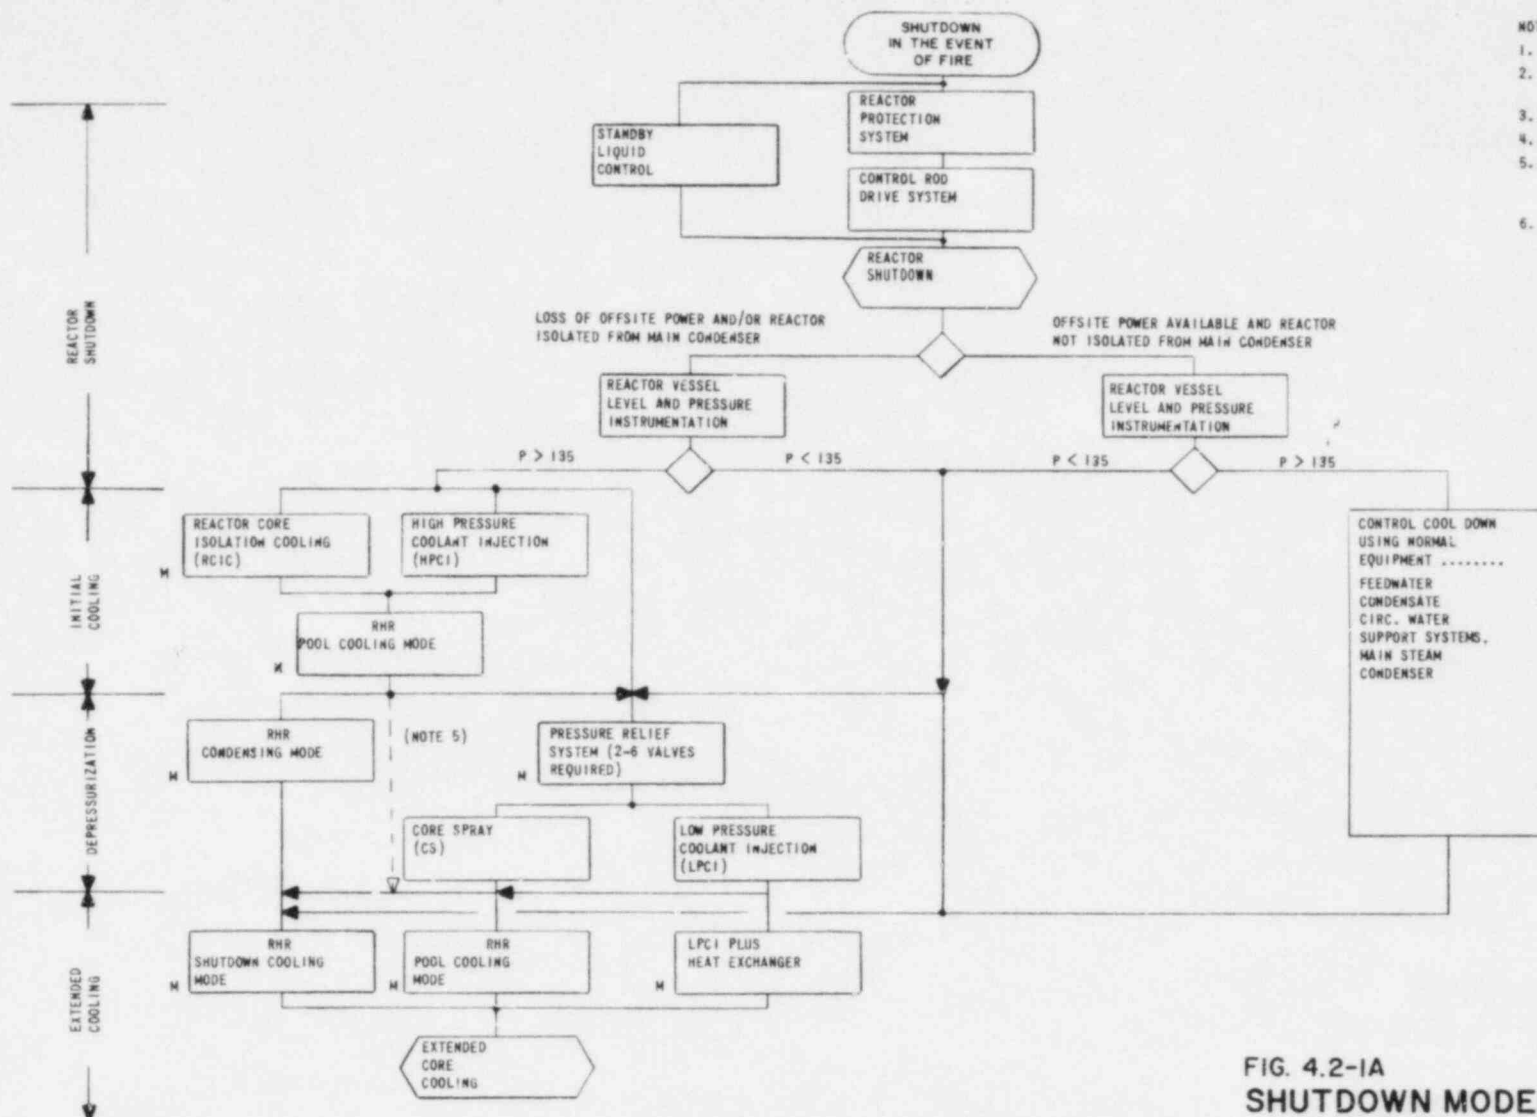 SHUTDOWN
IN THE EVENT
OF FIRE
NO
1.
2.
3.
4.
5.
6.
REACTOR
PROTECTION
SYSTEM
STANDBY
LIQUID
CONTROL
CONTROL ROD
DRIVE SYSTEM
REACTOR
SHUTDOWN
REACTOR
SHUTDOWN
LOSS OF OFFSITE POWER AND/OR REACTOR
ISOLATED FROM MAIN CONDENSER
OFFSITE POWER AVAILABLE AND REACTOR
NOT ISOLATED FROM MAIN CONDENSER
REACTOR VESSEL
LEVEL AND PRESSURE
INSTRUMENTATION
REACTOR VESSEL
LEVEL AND PRESSURE
INSTRUMENTATION
P > 135
P < 135
P < 135
P > 135
INITIAL
COOLING
REACTOR CORE
ISOLATION COOLING
(RCIC)
M
HIGH PRESSURE
COOLANT INJECTION
(HPCI)
RHR
POOL COOLING MODE
M
CONTROL COOL DOWN
USING NORMAL
EQUIPMENT ........
FEEDWATER
CONDENSATE
CIRC. WATER
SUPPORT SYSTEMS.
MAIN STEAM
CONDENSER
DEPRESSURIZATION
RHR
CONDENSING MODE
M
(NOTE 5)
PRESSURE RELIEF
SYSTEM (2-6 VALVES
REQUIRED)
M
CORE SPRAY
(CS)
LOW PRESSURE
COOLANT INJECTION
(LPCI)
EXTENDED
COOLING
RHR
SHUTDOWN COOLING
MODE
M
RHR
POOL COOLING
MODE
M
LPCI PLUS
HEAT EXCHANGER
M
EXTENDED
CORE
COOLING
FIG. 4.2-1A
SHUTDOWN MODE